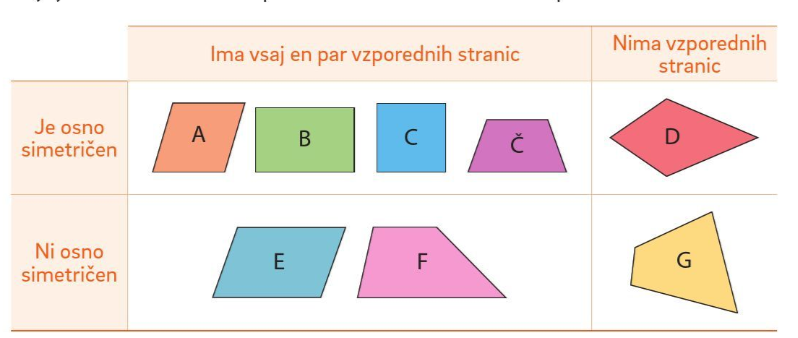 Ima vsaj en par vzporednih stranic
Nima vzporednih
stranic
Je osno
simetričen
A
B
C
Č
D
Ni osno
simetričen
E
F
G